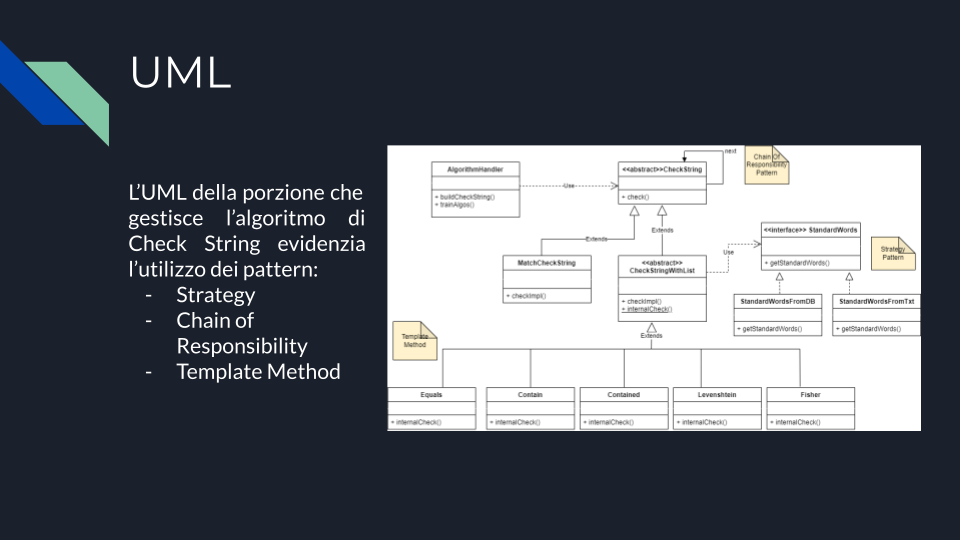 UML
L’UML della porzione che
gestisce l’algoritmo di
Check String evidenzia
l’utilizzo dei pattern:
- Strategy
- Chain of
Responsibility
- Template Method
next
Chain Of
Responsibility
Pattern
AlgorithmHandler
+ buildCheckString()
+ trainAlgos()
Use
<<abstract>>CheckString
+ check()
Extends
Extends
<<interface>> StandardWords
+ getStandardWords()
Strategy
Pattern
Use
MatchCheckString
+ checkImpl()
<<abstract>>
CheckStringWithList
+ checkImpl()
+ internalCheck()
StandardWordsFromDB
+ getStandardWords()
StandardWordsFromTxt
+ getStandardWords()
Template
Method
Extends
Equals
+ internalCheck()
Contain
+ internalCheck()
Contained
+ internalCheck()
Levenshtein
+ internalCheck()
Fisher
+ internalCheck()